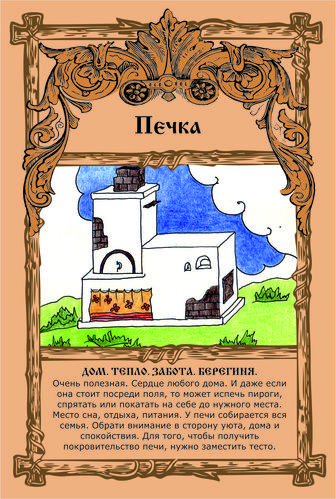 Печка
ДОМ. ТЕПЛО. ЗАБОТА. БЕРЕГИНЯ.
Очень полезная. Сердце любого дома. И даже если
она стоит посреди поля, то может испечь пироги,
спрятать или покатать на себе до нужного места.
Место сна, отдыха, питания. У печи собирается вся
семья. Обрати внимание в сторону уюта, дома и
спокойствия. Для того, чтобы получить
покровительство печи, нужно заместить тесто.